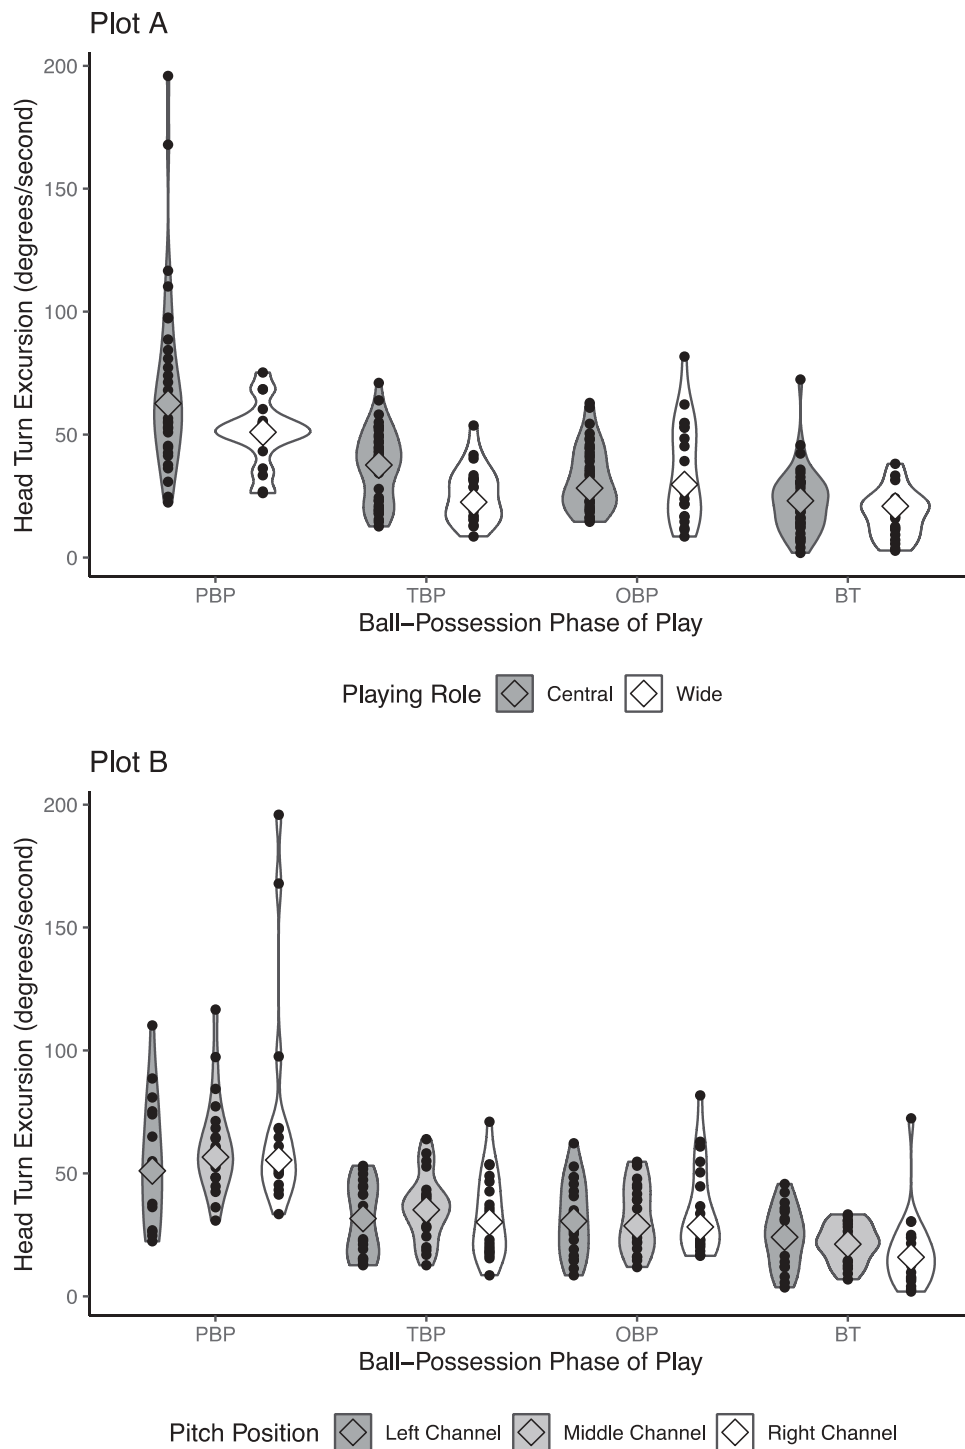 Plot A
Head Turn Excursion (degrees/second)
200
150
100
50
0
PBP TBP OBP BT
Ball−Possession Phase of Play
Playing Role Central Wide
Plot B
Head Turn Excursion (degrees/second)
200
150
100
50
0
PBP TBP OBP BT
Ball−Possession Phase of Play
Pitch Position Left Channel Middle Channel Right Channel